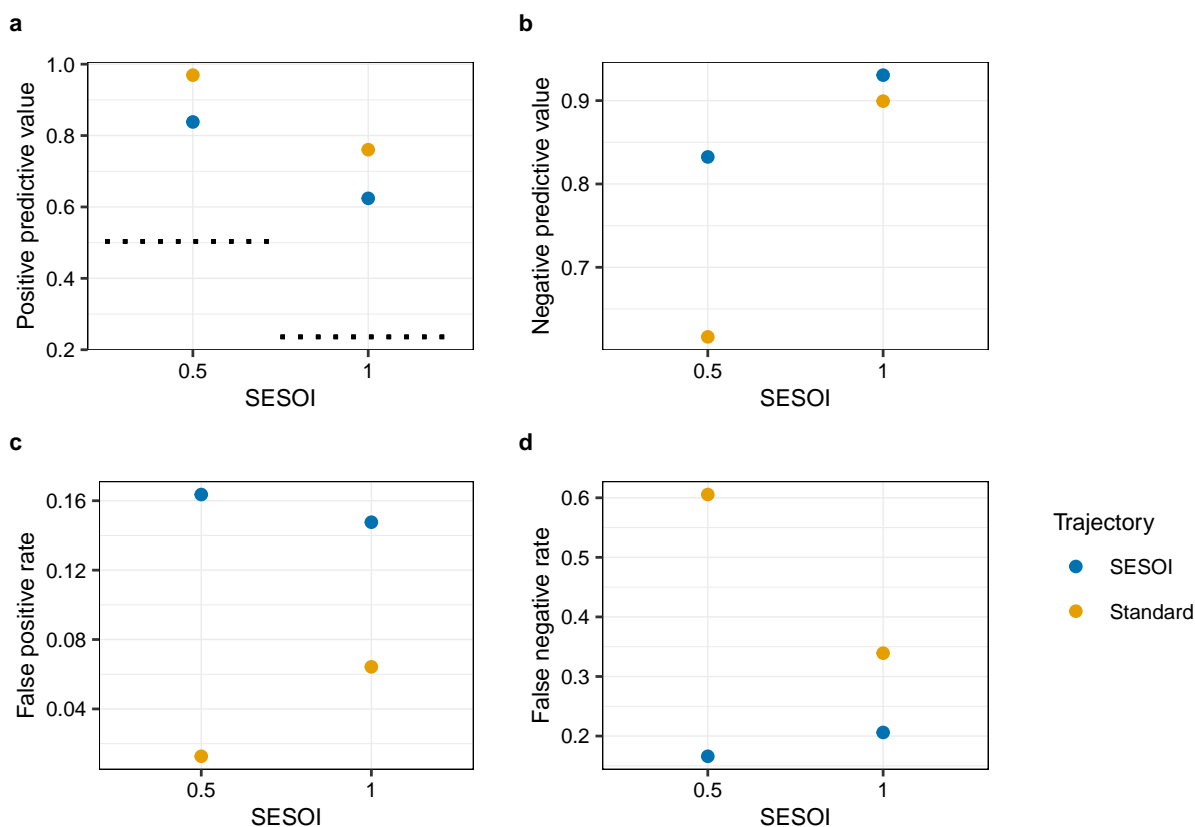 a
Positive predictive value
1.0
0.8
0.6
0.4
0.2
0.5 1
SESOI
b
Negative predictive value
0.9
0.8
0.7
0.5 1
SESOI
c
False positive rate
0.16
0.12
0.08
0.04
0.5 1
SESOI
d
False negative rate
0.6
0.5
0.4
0.3
0.2
0.5 1
SESOI
Trajectory
SESOI
Standard